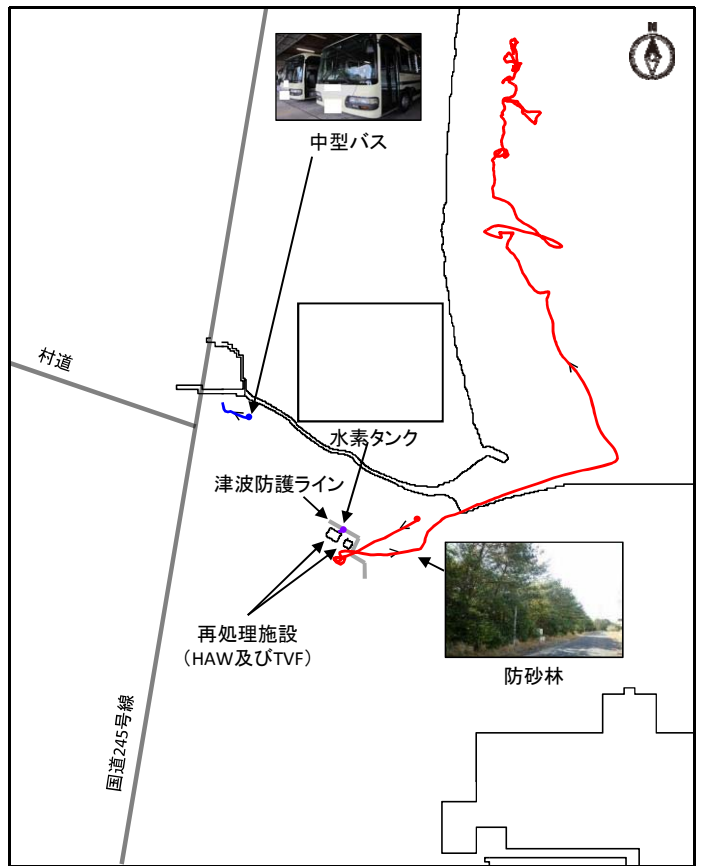 N
中型バス
村道
水素タンク
津波防護ライン
再処理施設
（HAW及びTVF）
防砂林
国道245号線